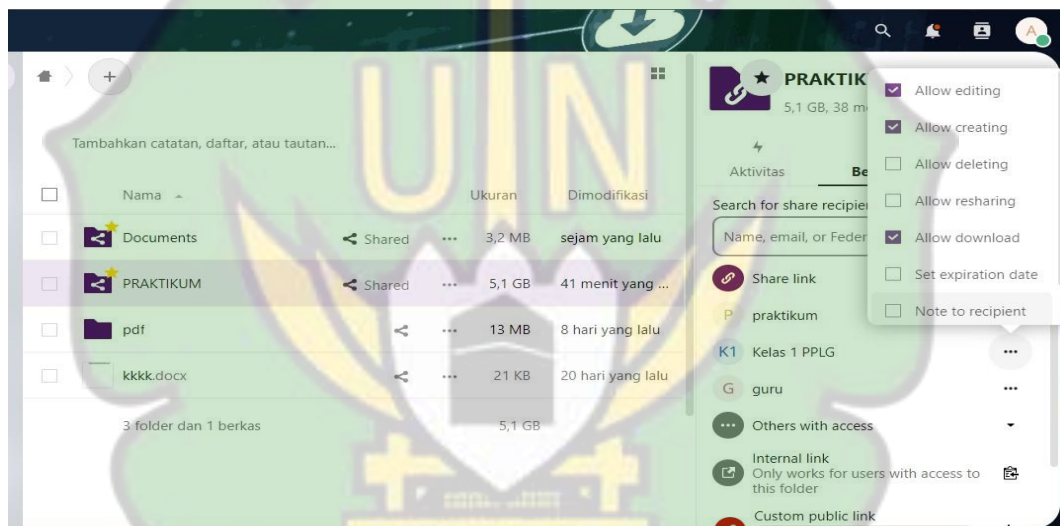 A
PRAKTIK
5,1 GB, 38 m
Tambahkan catatan, daftar, atau tautan...
Aktivitas
Be
Nama
Ukuran
Dimodifikasi
Search for share recipier
Name, email, or Feder
Documents
Shared
3,2 MB
sejam yang lalu
PRAKTIKUM
Shared
5,1 GB
41 menit yang ...
pdf
13 MB
8 hari yang lalu
kkkk.docx
21 KB
20 hari yang lalu
3 folder dan 1 berkas
5,1 GB
Allow editing
Allow creating
Allow deleting
Allow resharing
Allow download
Set expiration date
Note to recipient
Share link
P praktikum
K1 Kelas 1 PPLG
G guru
Others with access
Internal link
Only works for users with access to
this folder
Custom public link
UIN